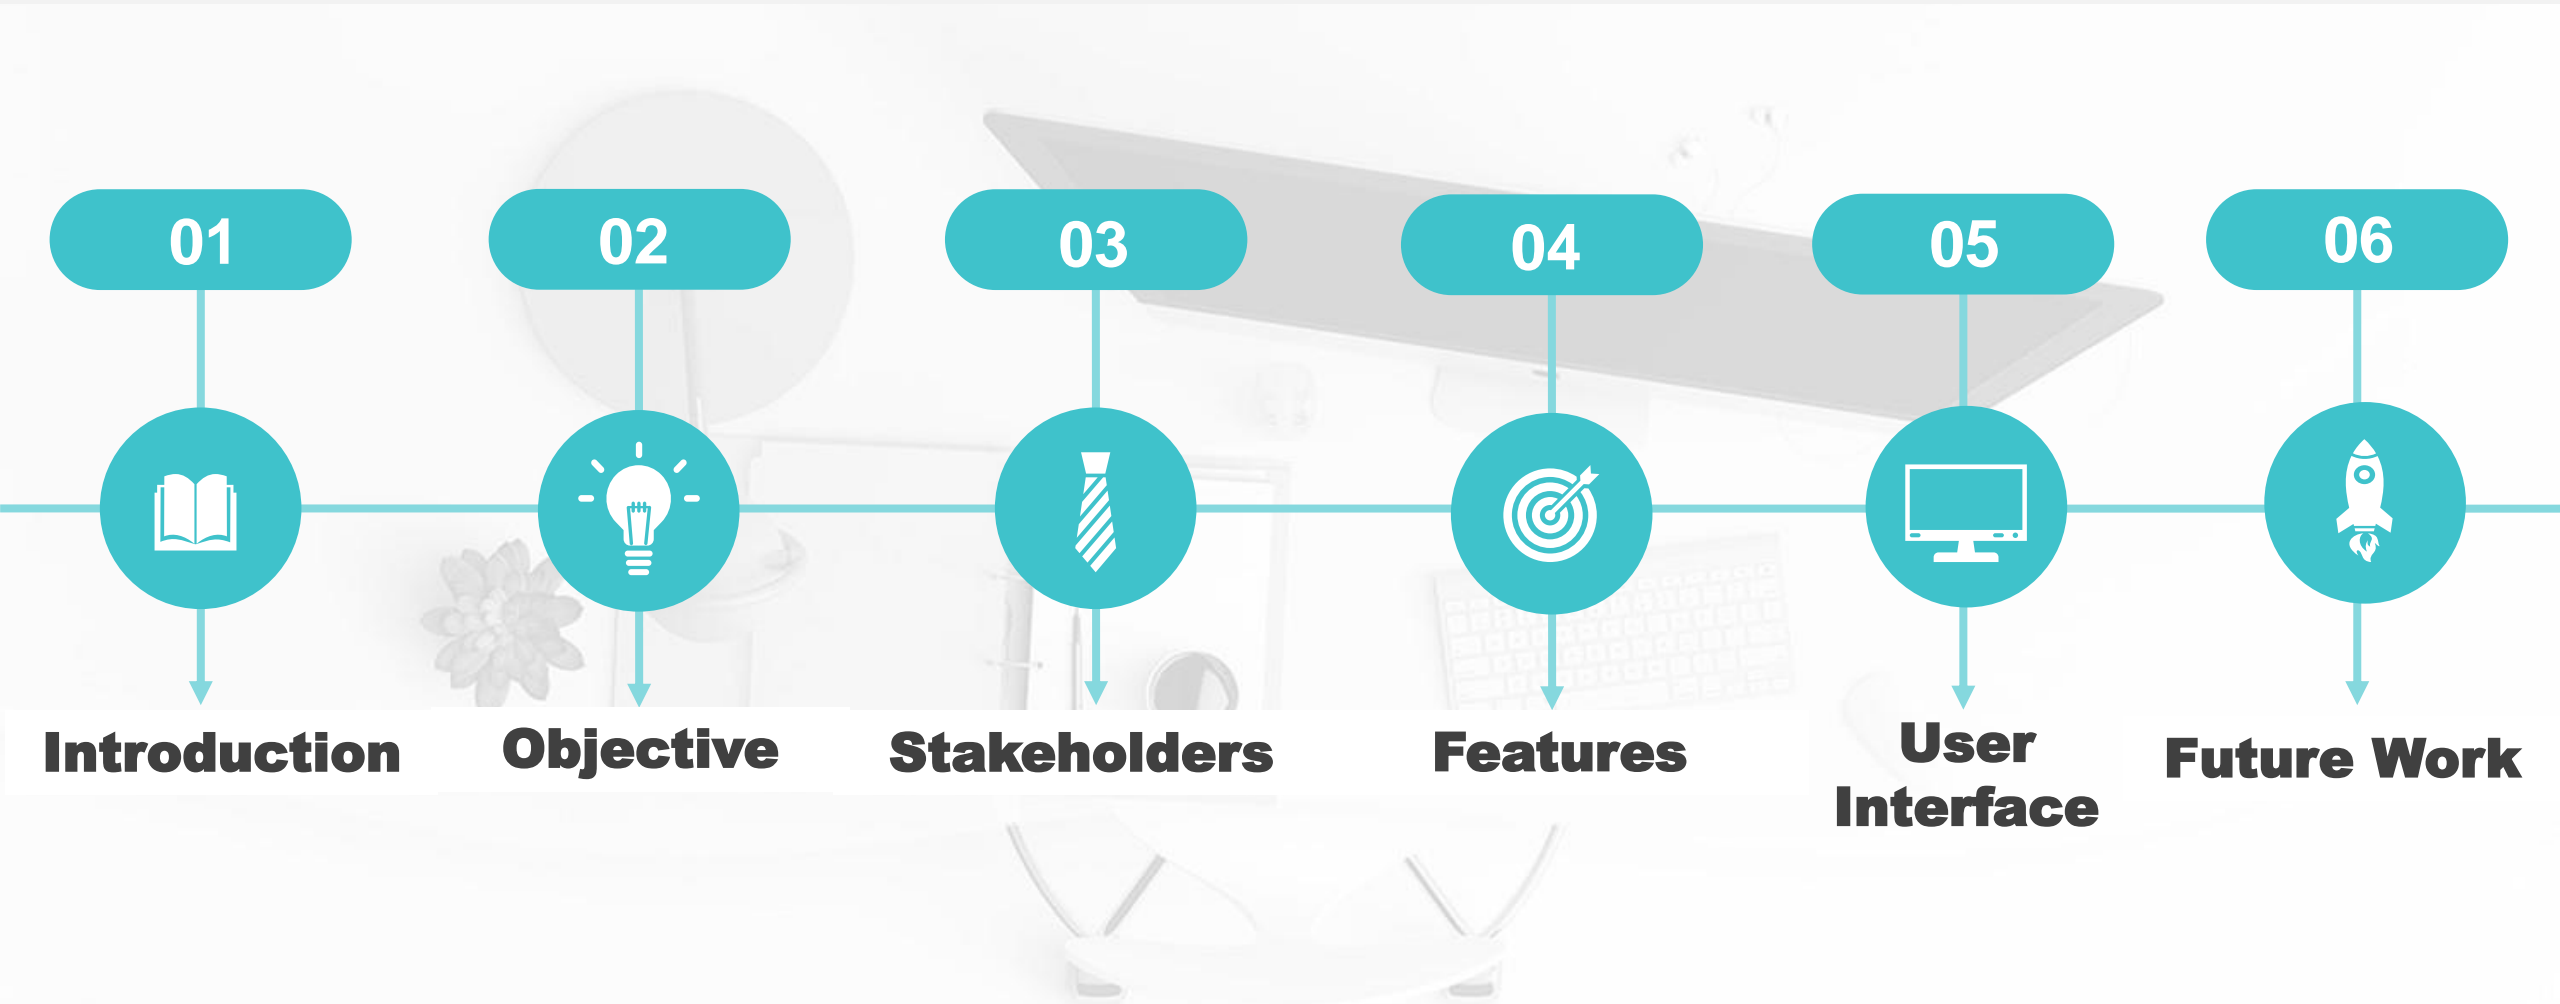 01
02
03
04
05
06
Introduction
Objective
Stakeholders
Features
User
Interface
Future Work